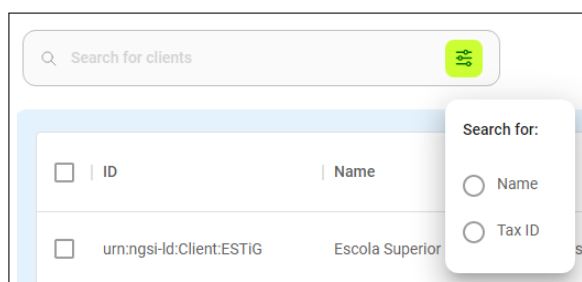 Search for clients
Search for:
ID
Name
Name
Tax ID
urn:ngsi-ld:Client:ESTiG
Escola Superior